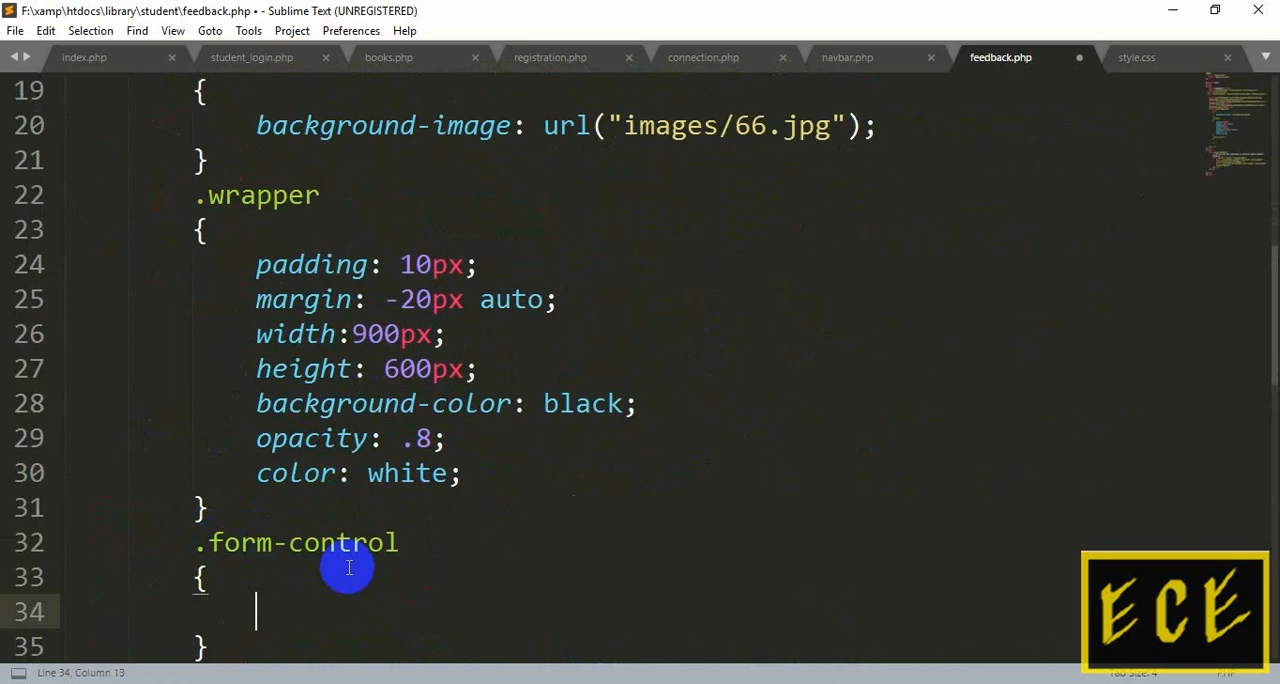 F:\xamp\htdocs\library\student\feedback.php • - Sublime Text (UNREGISTERED)
File Edit Selection Find View Goto Tools Project Preferences Help
index.php student_login.php books.php registration.php connection.php navbar.php feedback.php style.css
19 {
20 background-image: url("images/66.jpg");
21 }
22 .wrapper
23 {
24 padding: 10px;
25 margin: -20px auto;
26 width:900px;
27 height: 600px;
28 background-color: black;
29 opacity: .8;
30 color: white;
31 }
32 .form-control
33 {
34
35 }
ECE
Line 34, Column 13 Tab Size: 4 PHP